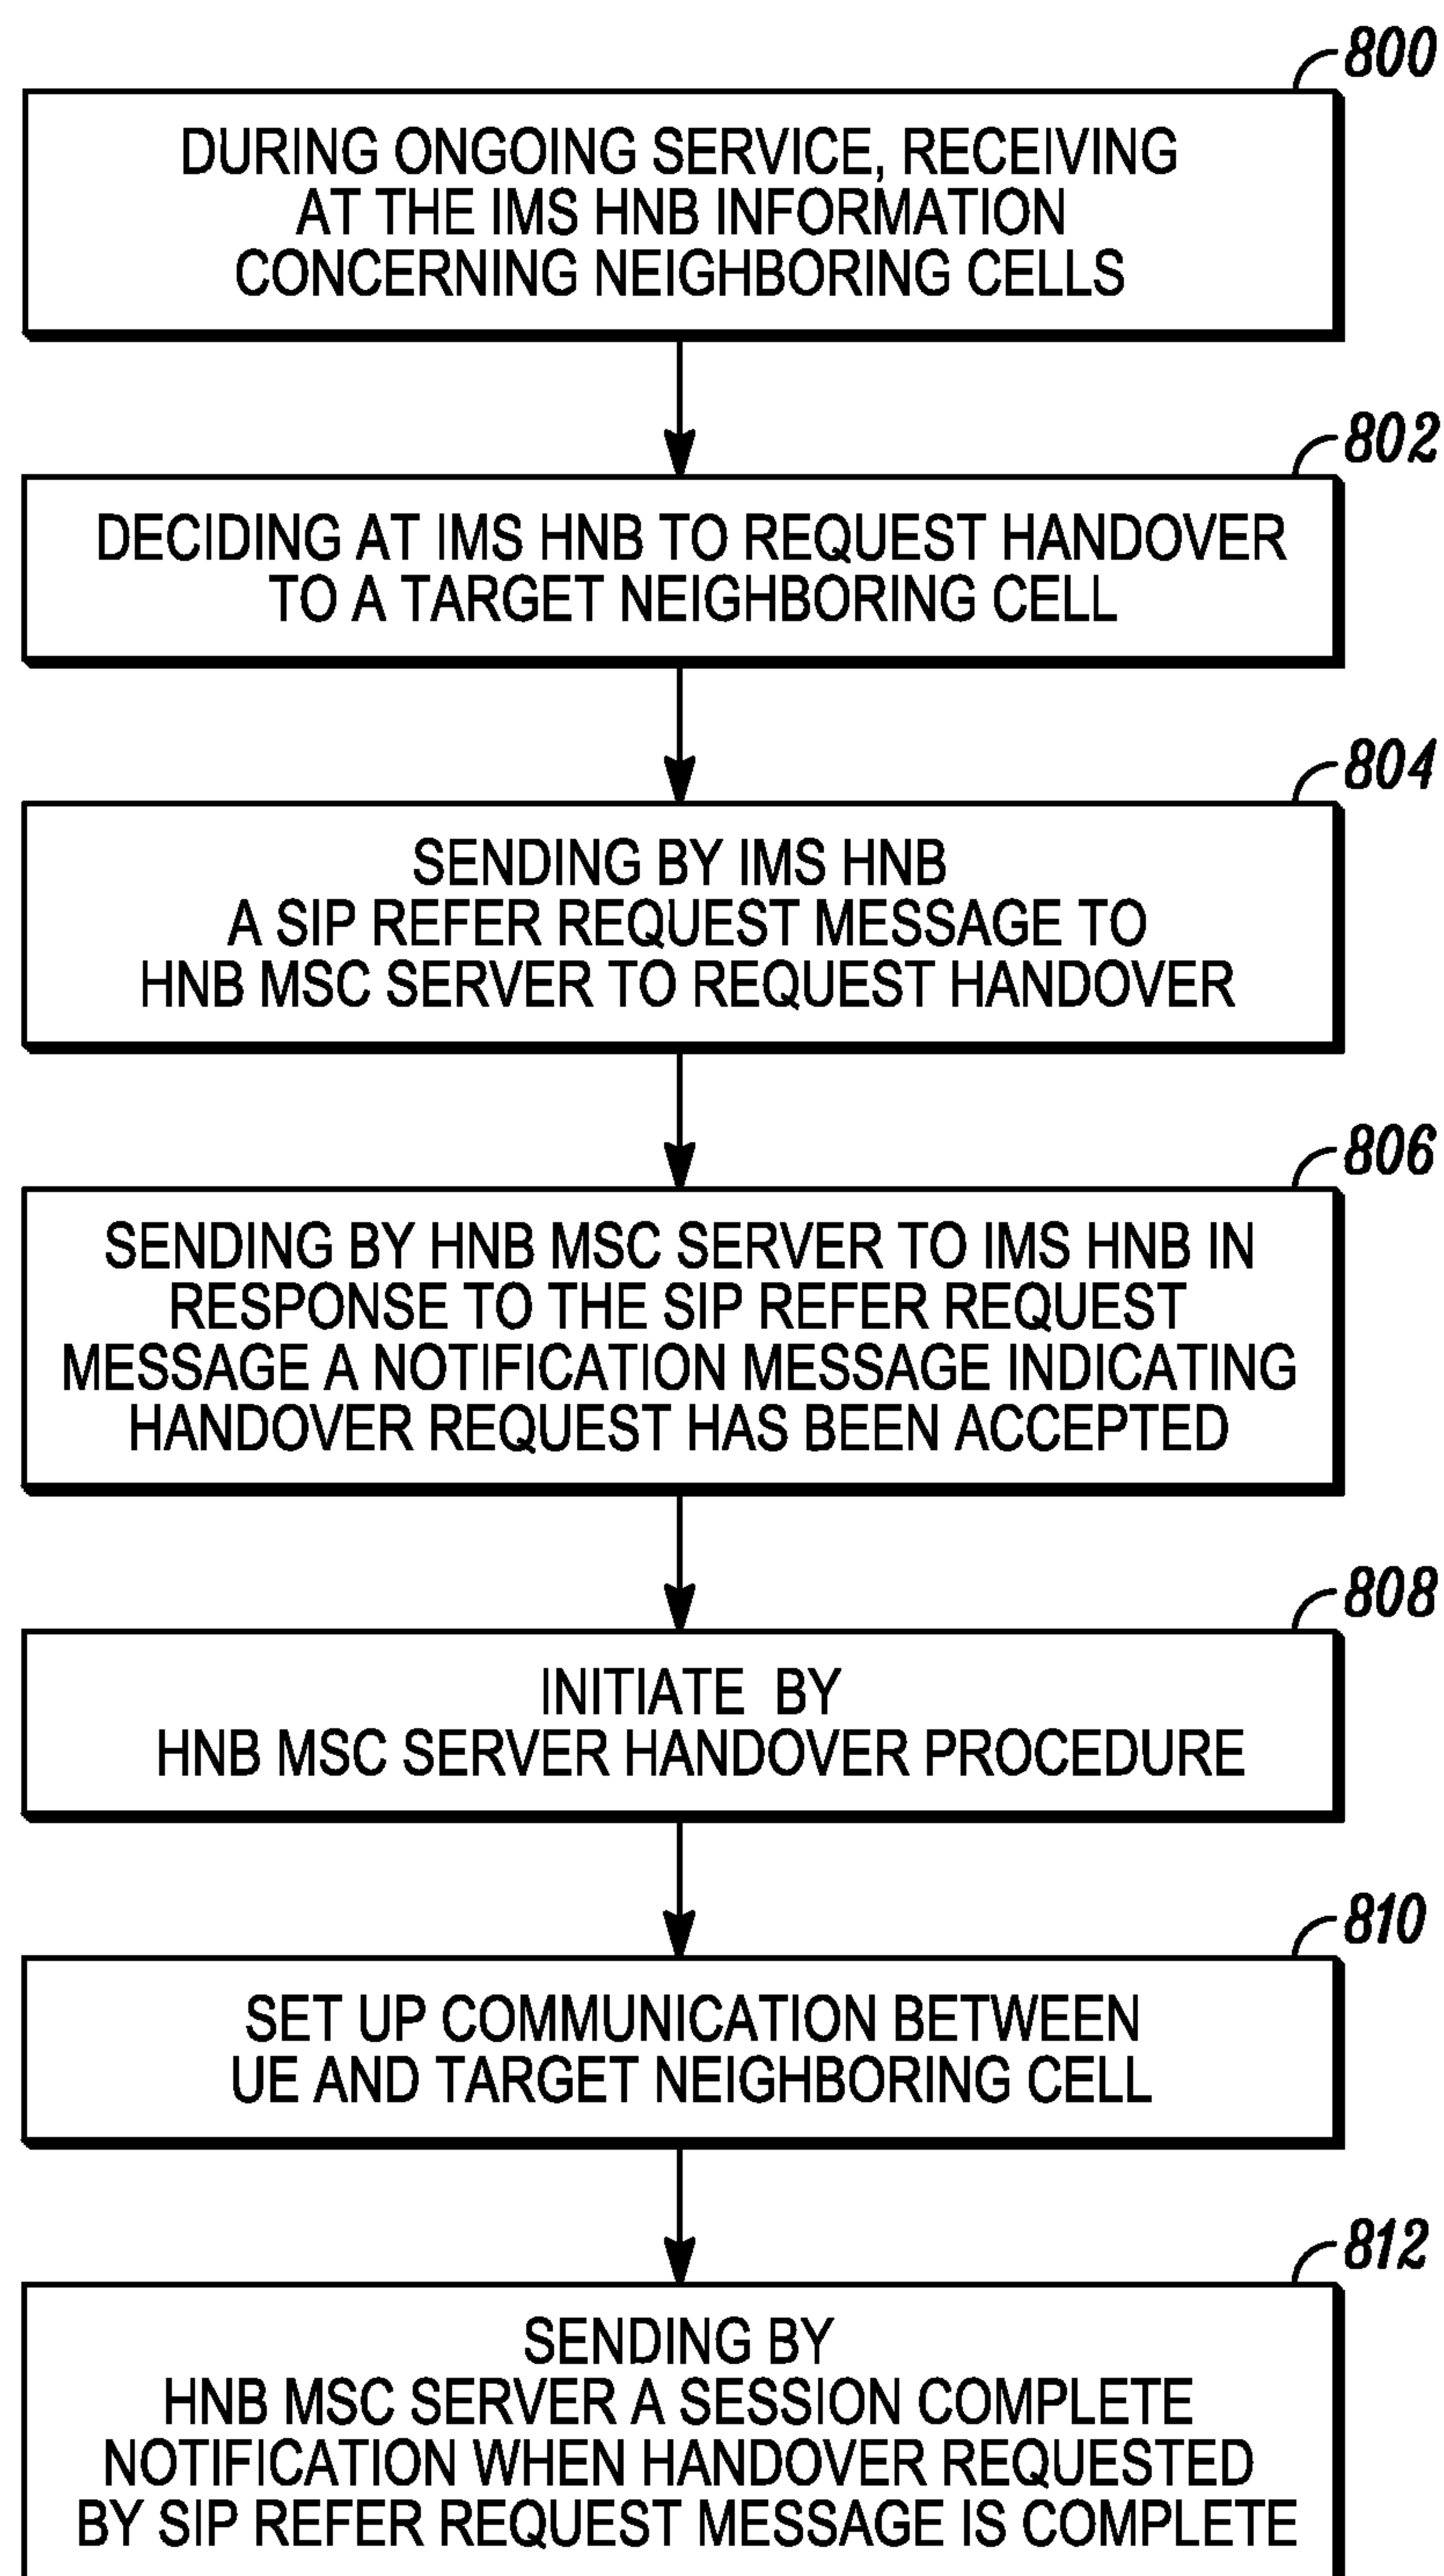 800
DURING ONGOING SERVICE, RECEIVING
AT THE IMS HNB INFORMATION
CONCERNING NEIGHBORING CELLS
802
DECIDING AT IMS HNB TO REQUEST HANDOVER
TO A TARGET NEIGHBORING CELL
804
SENDING BY IMS HNB
A SIP REFER REQUEST MESSAGE TO
HNB MSC SERVER TO REQUEST HANDOVER
806
SENDING BY HNB MSC SERVER TO IMS HNB IN
RESPONSE TO THE SIP REFER REQUEST
MESSAGE A NOTIFICATION MESSAGE INDICATING
HANDOVER REQUEST HAS BEEN ACCEPTED
808
INITIATE BY
HNB MSC SERVER HANDOVER PROCEDURE
810
SET UP COMMUNICATION BETWEEN
UE AND TARGET NEIGHBORING CELL
812
SENDING BY
HNB MSC SERVER A SESSION COMPLETE
NOTIFICATION WHEN HANDOVER REQUESTED
BY SIP REFER REQUEST MESSAGE IS COMPLETE